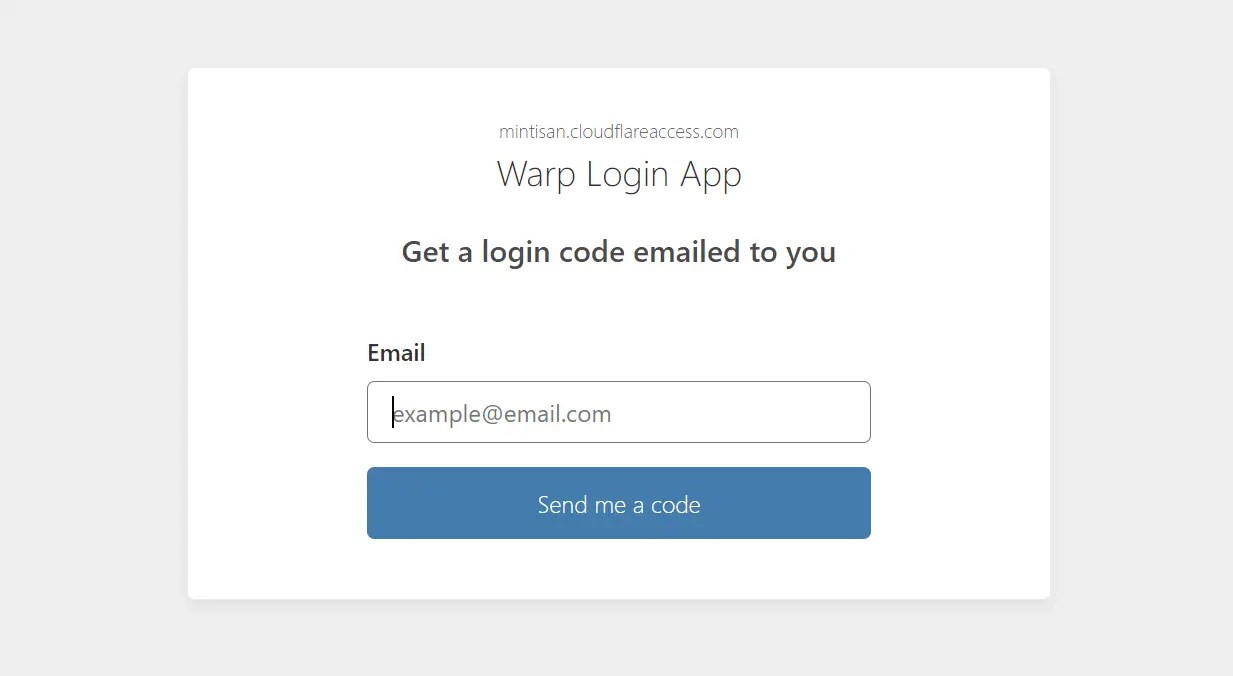 mintisan.cloudflareaccess.com
Warp Login App
Get a login code emailed to you
Email
example@email.com
Send me a code